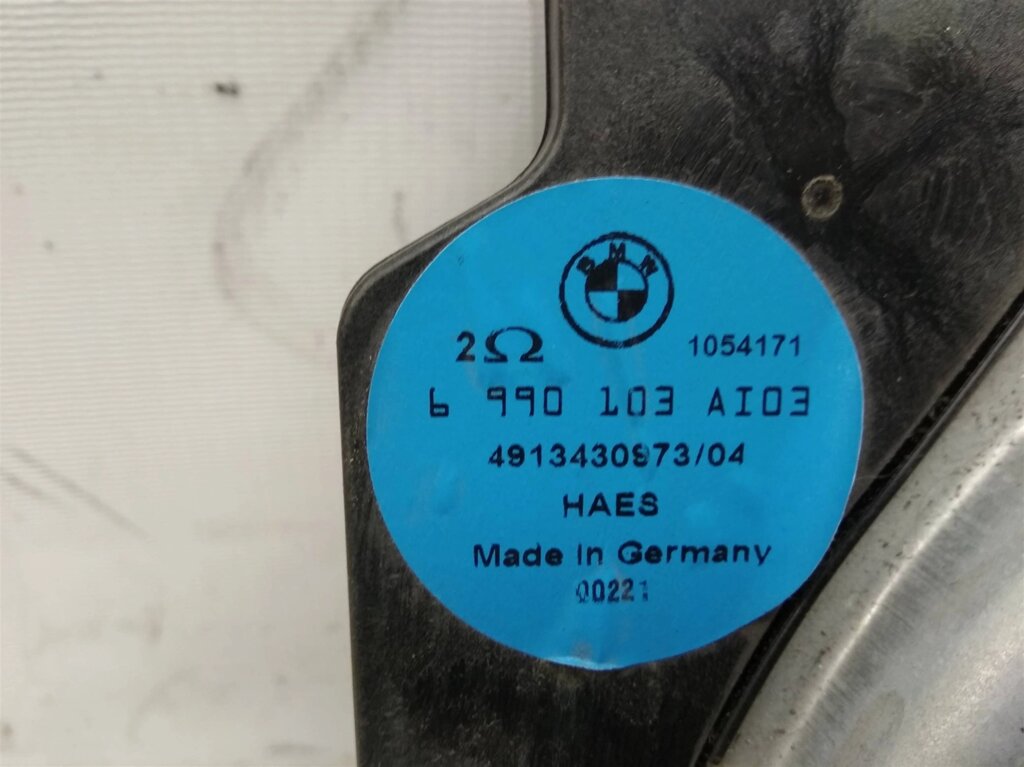 BMW
2Ω 1054171
6 990 103 AI03
4913430973/04
HAES
Made in Germany
00221